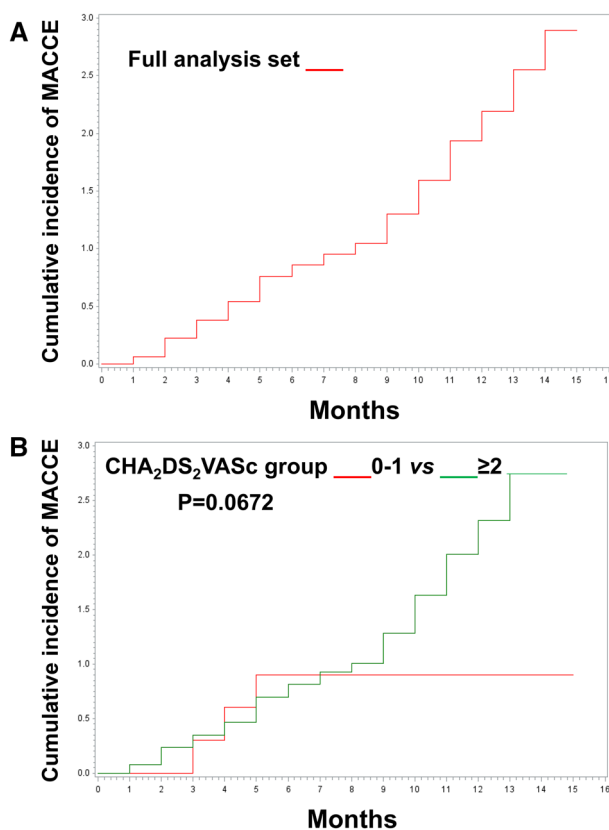 A
Cumulative incidence of MACCE
Full analysis set
3.0
2.5
2.0
1.5
1.0
0.5
0.0
0 1 2 3 4 5 6 7 8 9 10 11 12 13 14 15 1
Months
B
Cumulative incidence of MACCE
CHA₂DS₂VASc group 0-1 vs ≥2
P=0.0672
3.0
2.5
2.0
1.5
1.0
0.5
0.0
0 1 2 3 4 5 6 7 8 9 10 11 12 13 14 15 16
Months